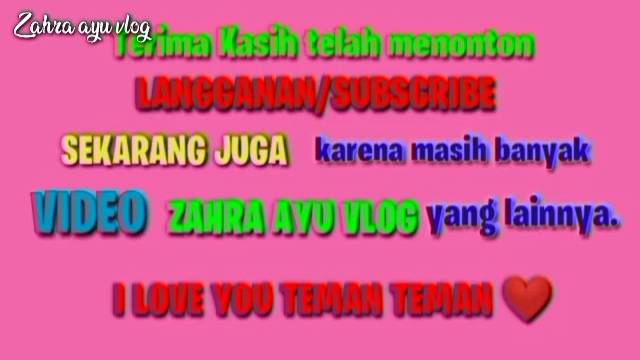 Zahra ayu vlog
Terima Kasih telah menonton
LANGGANAN/SUBSCRIBE
SEKARANG JUGA karena masih banyak
VIDEO ZAHRA AYU VLOG yang lainnya.
I LOVE YOU TEMAN TEMAN ❤️